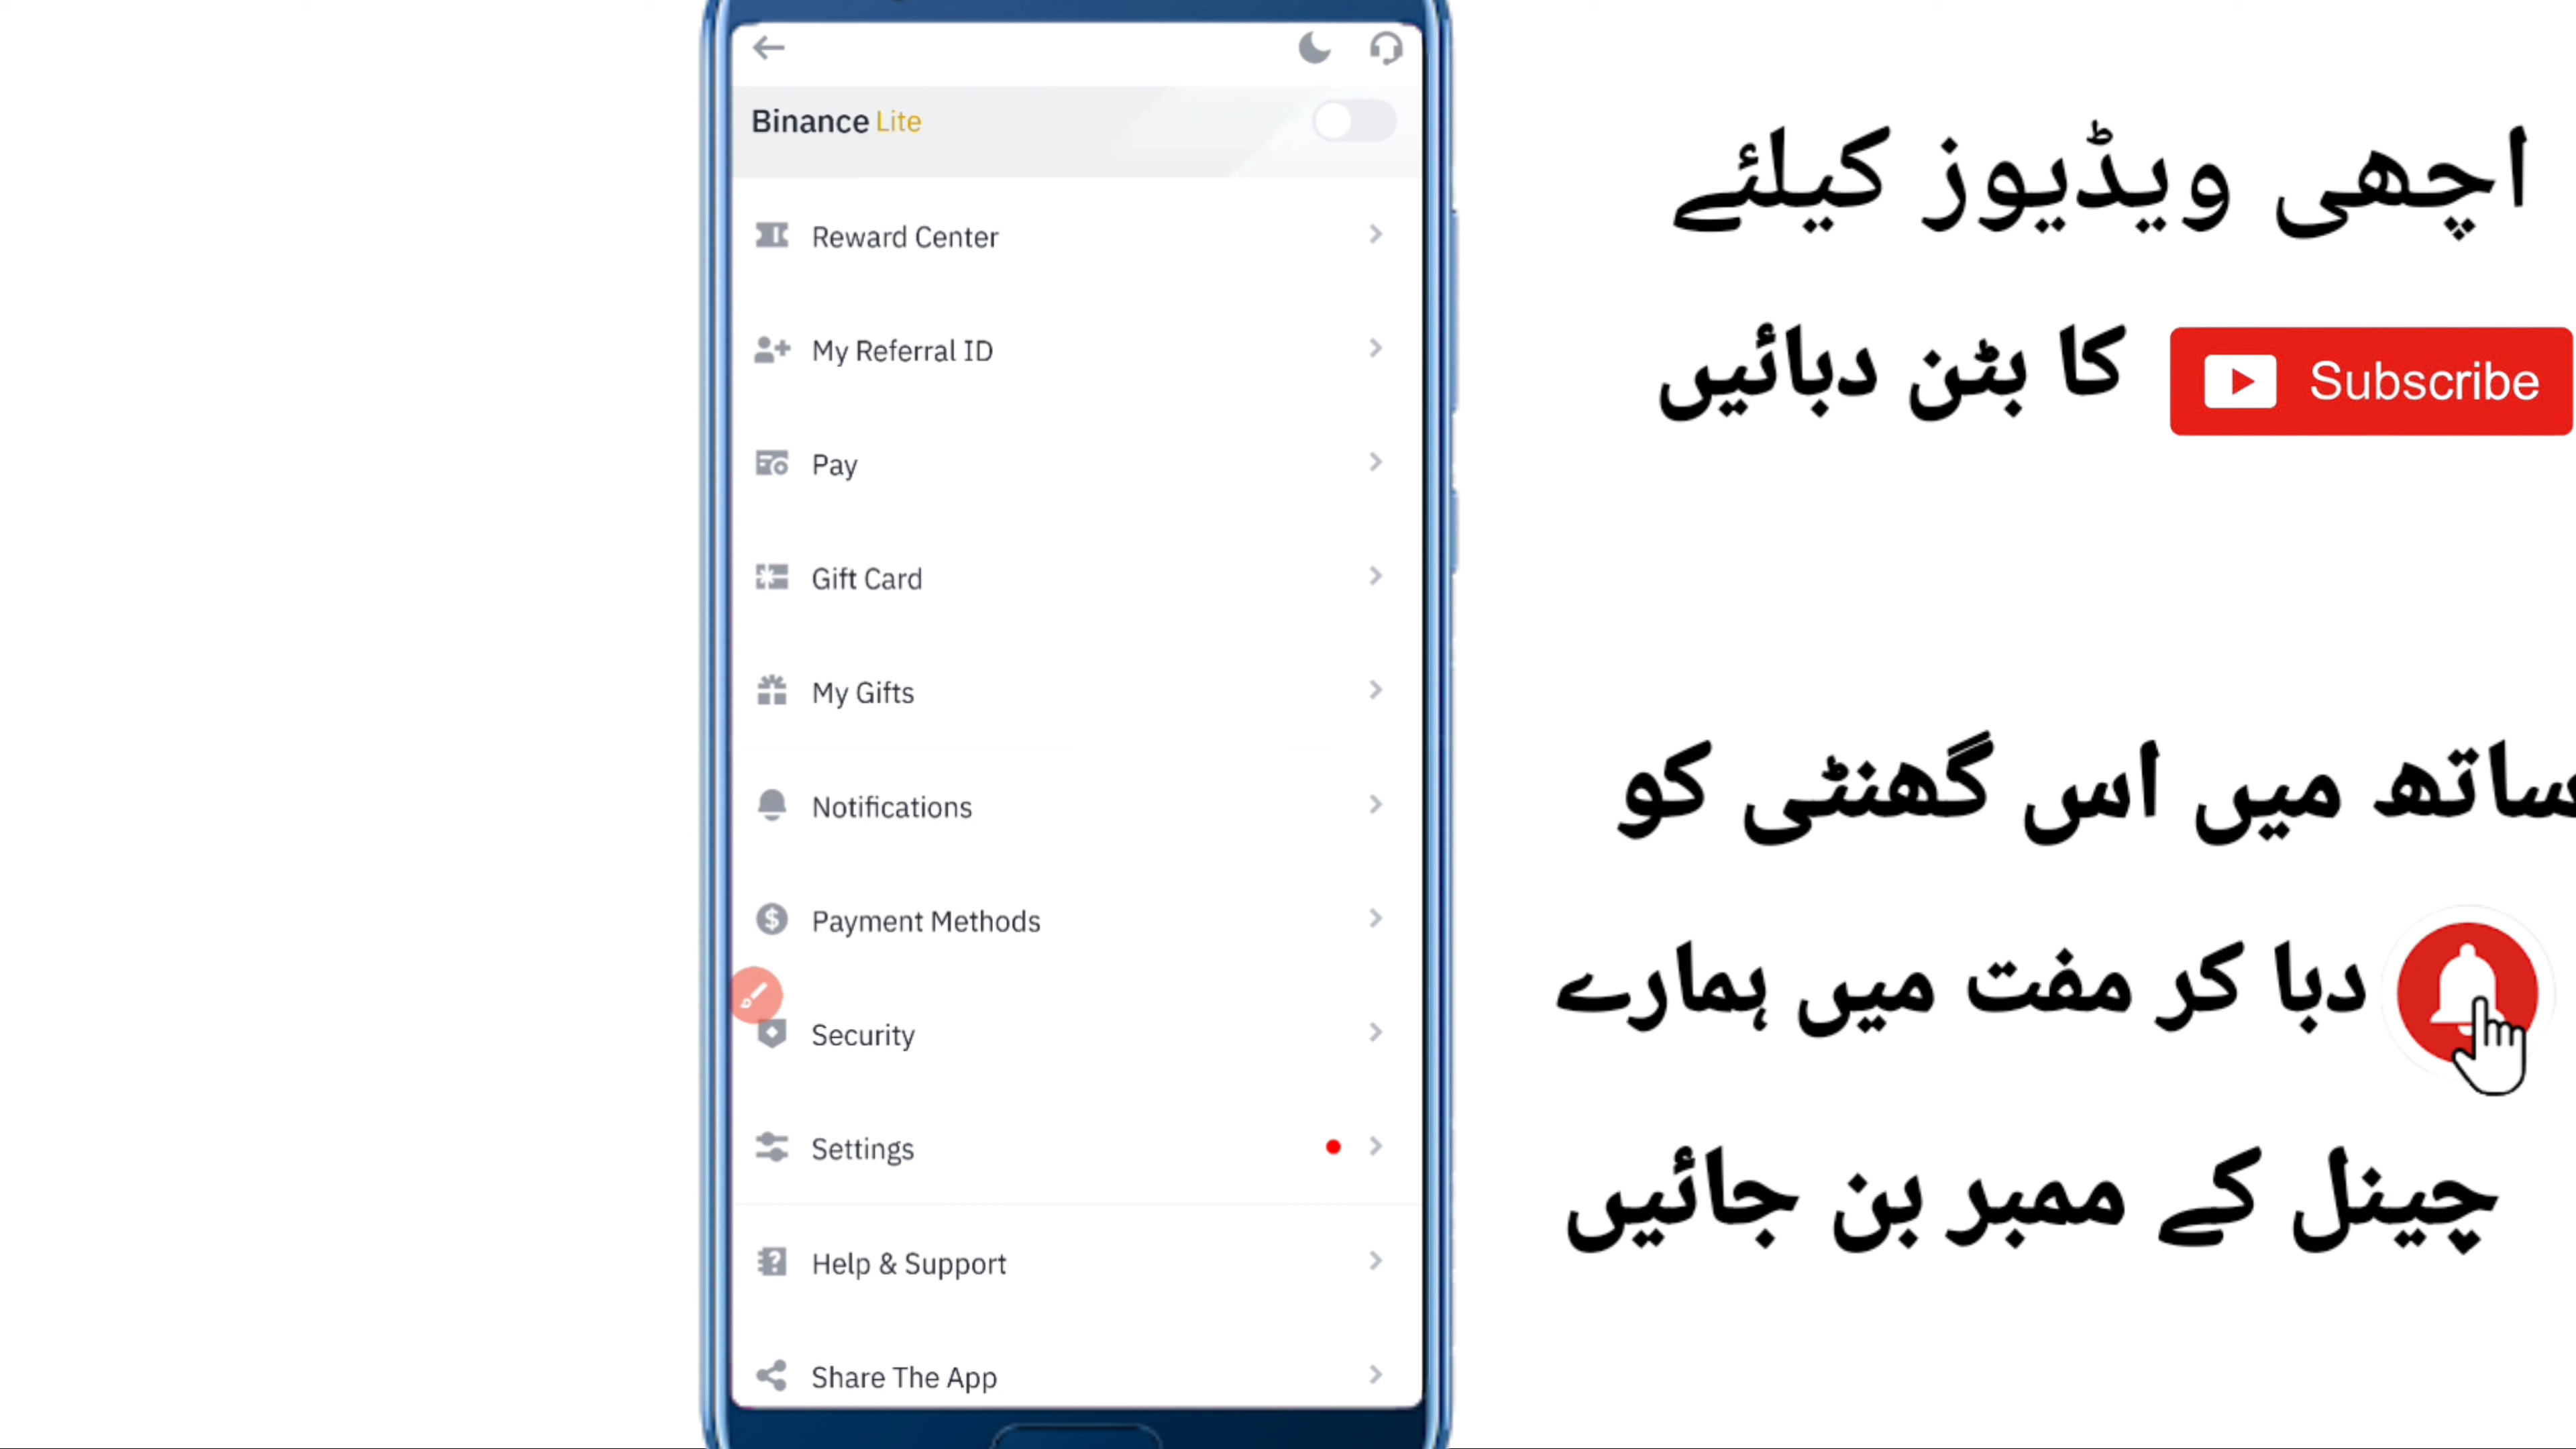 Binance Lite
Reward Center
My Referral ID
Pay
Gift Card
My Gifts
Notifications
Payment Methods
Security
Settings
Help & Support
Share The App
اچھی ویڈیوز کیلئے
Subscribe کا بٹن دبائیں
ساتھ میں اس گھنٹی کو
دبا کر مفت میں ہمارے
چینل کے ممبر بن جائیں